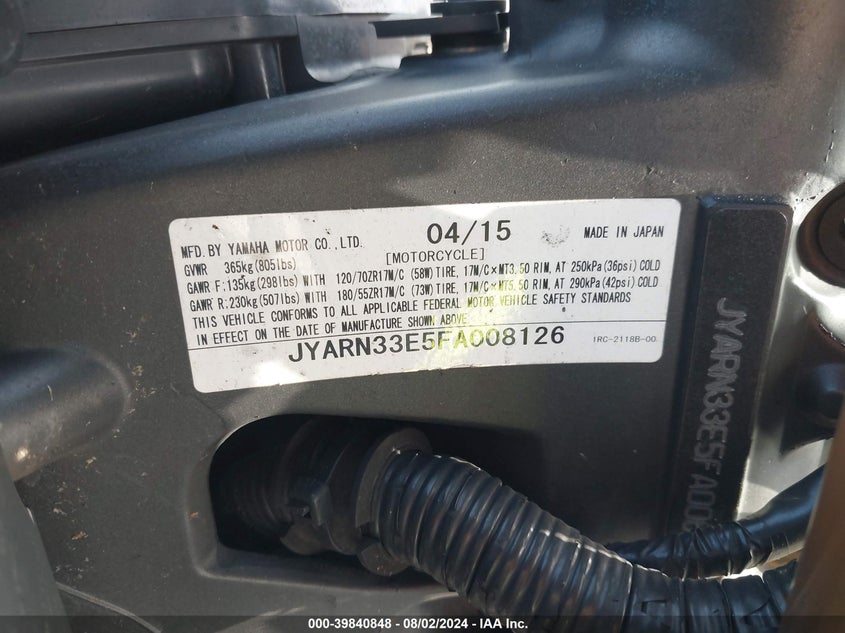 04/15
MADE IN JAPAN
MFD. BY YAMAHA MOTOR CO.,LTD.
[MOTORCYCLE]
GVWR 365kg(805lbs)
GAWR F:135kg(298lbs) WITH 120/70ZR17M/C (58W) TIRE, 17M/C×MT3.50 RIM, AT 250kPa(36psi) COLD
GAWR R:230kg(507lbs) WITH 180/55ZR17M/C (73W) TIRE, 17M/C×MT5.50 RIM, AT 290kPa(42psi) COLD
THIS VEHICLE CONFORMS TO ALL APPLICABLE FEDERAL MOTOR VEHICLE SAFETY STANDARDS
IN EFFECT ON THE DATE OF MANUFACTURE SHOWN ABOVE
JYARN33E5FA008126
1RC-2118B-00
JYARN33E5FA008
000-39840848 - 08/02/2024 - IAA Inc.